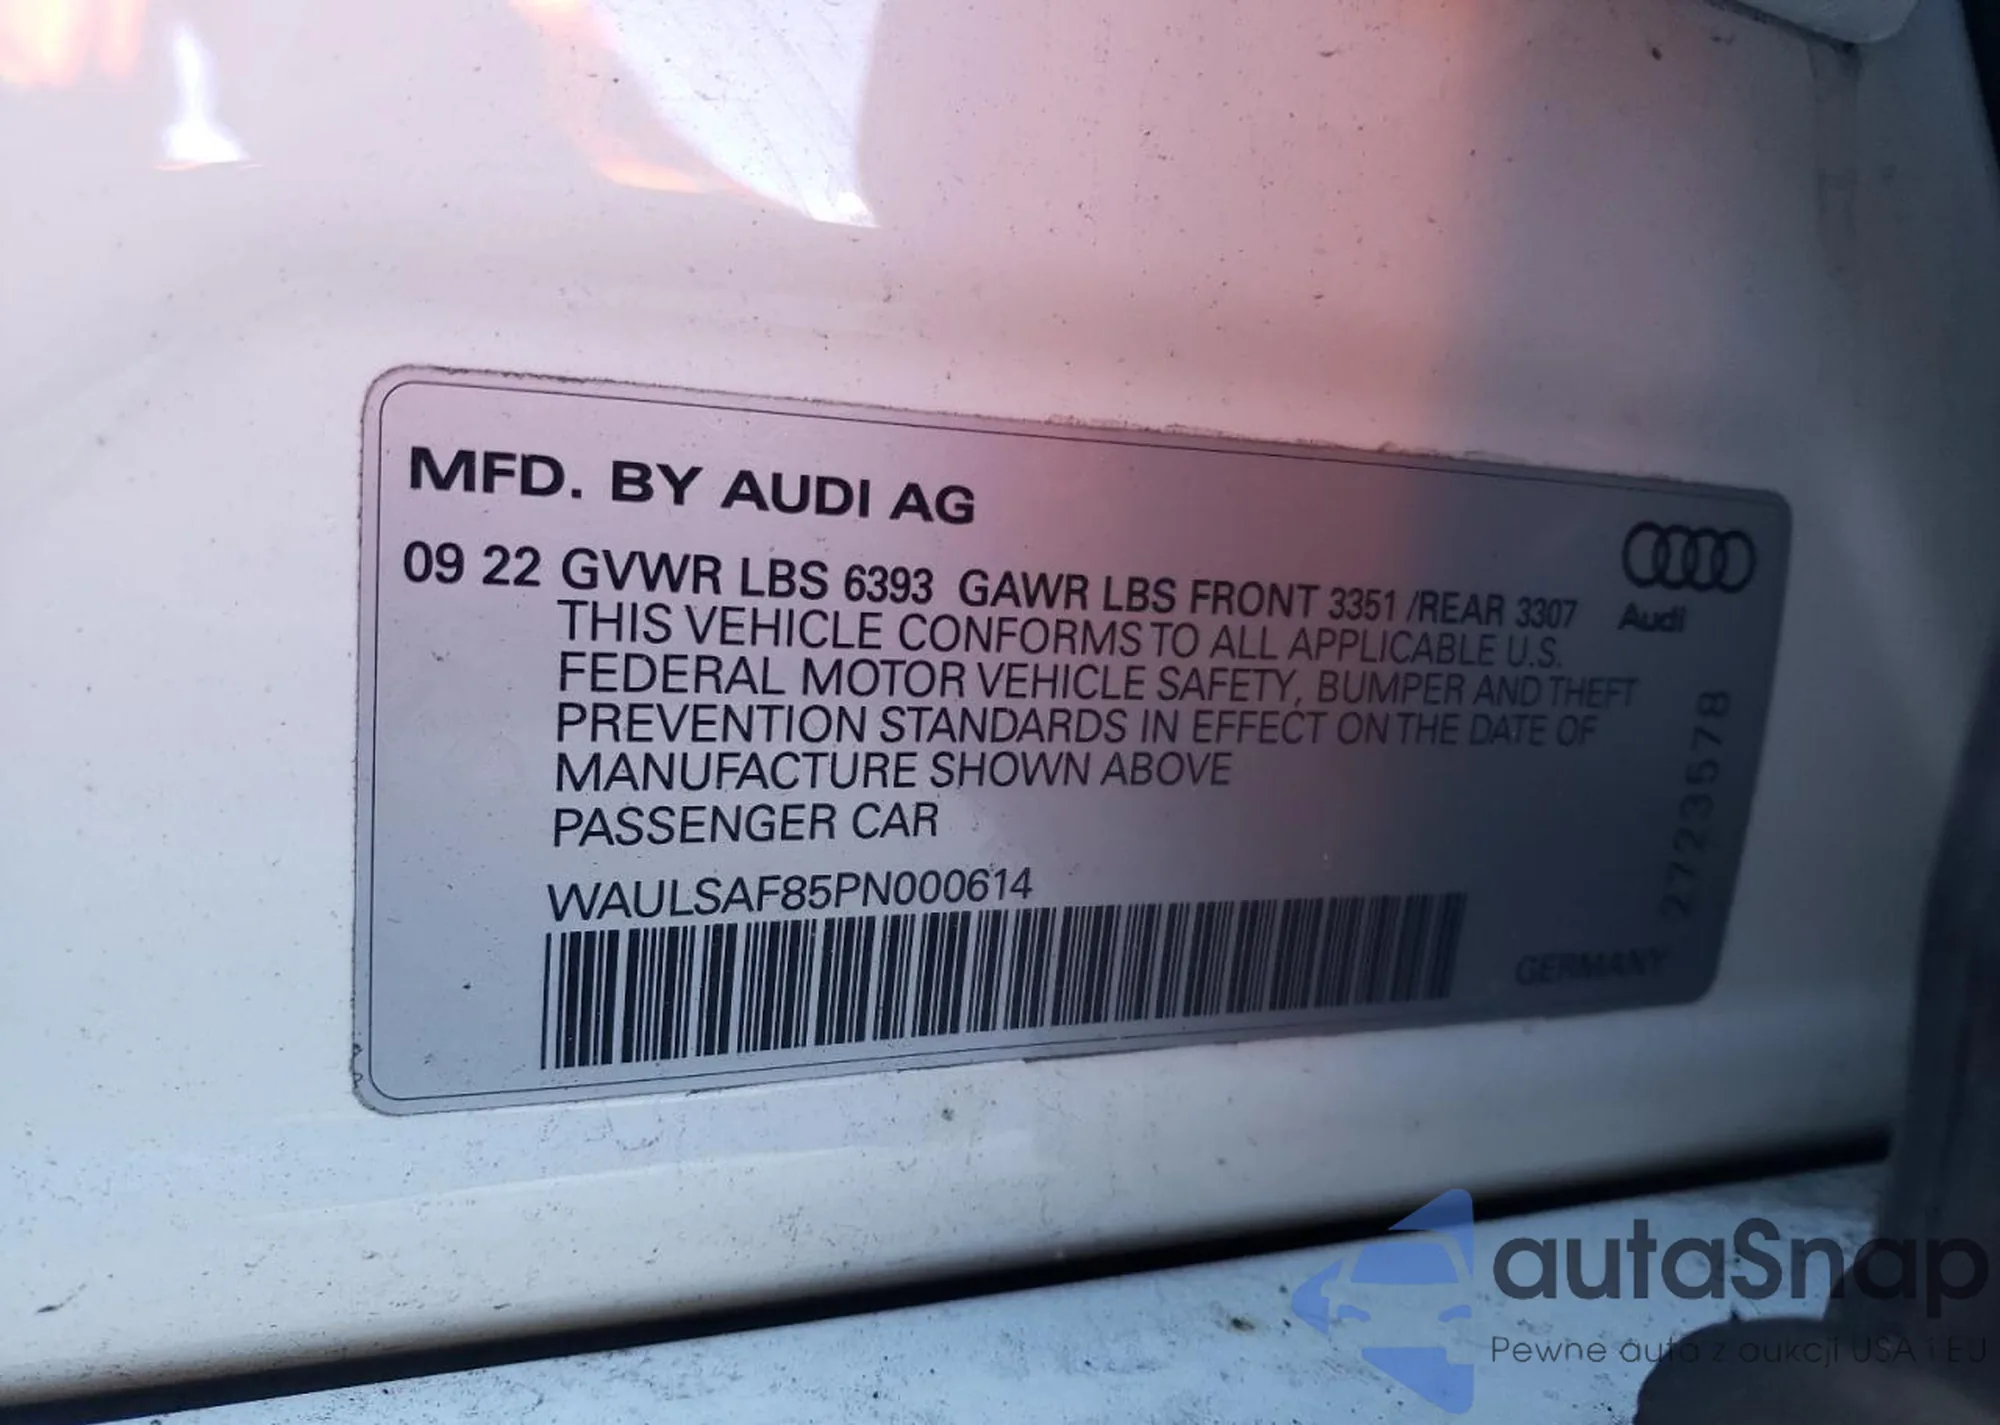 MFD. BY AUDI AG
09 22 GVWR LBS 6393 GAWR LBS FRONT 3351 /REAR 3307
Audi
THIS VEHICLE CONFORMS TO ALL APPLICABLE U.S.
FEDERAL MOTOR VEHICLE SAFETY, BUMPER AND THEFT
PREVENTION STANDARDS IN EFFECT ON THE DATE OF
MANUFACTURE SHOWN ABOVE
PASSENGER CAR
WAULSAF85PN000614
27723578
GERMANY
autaSnap
Pewne auta z aukcji USA i EU